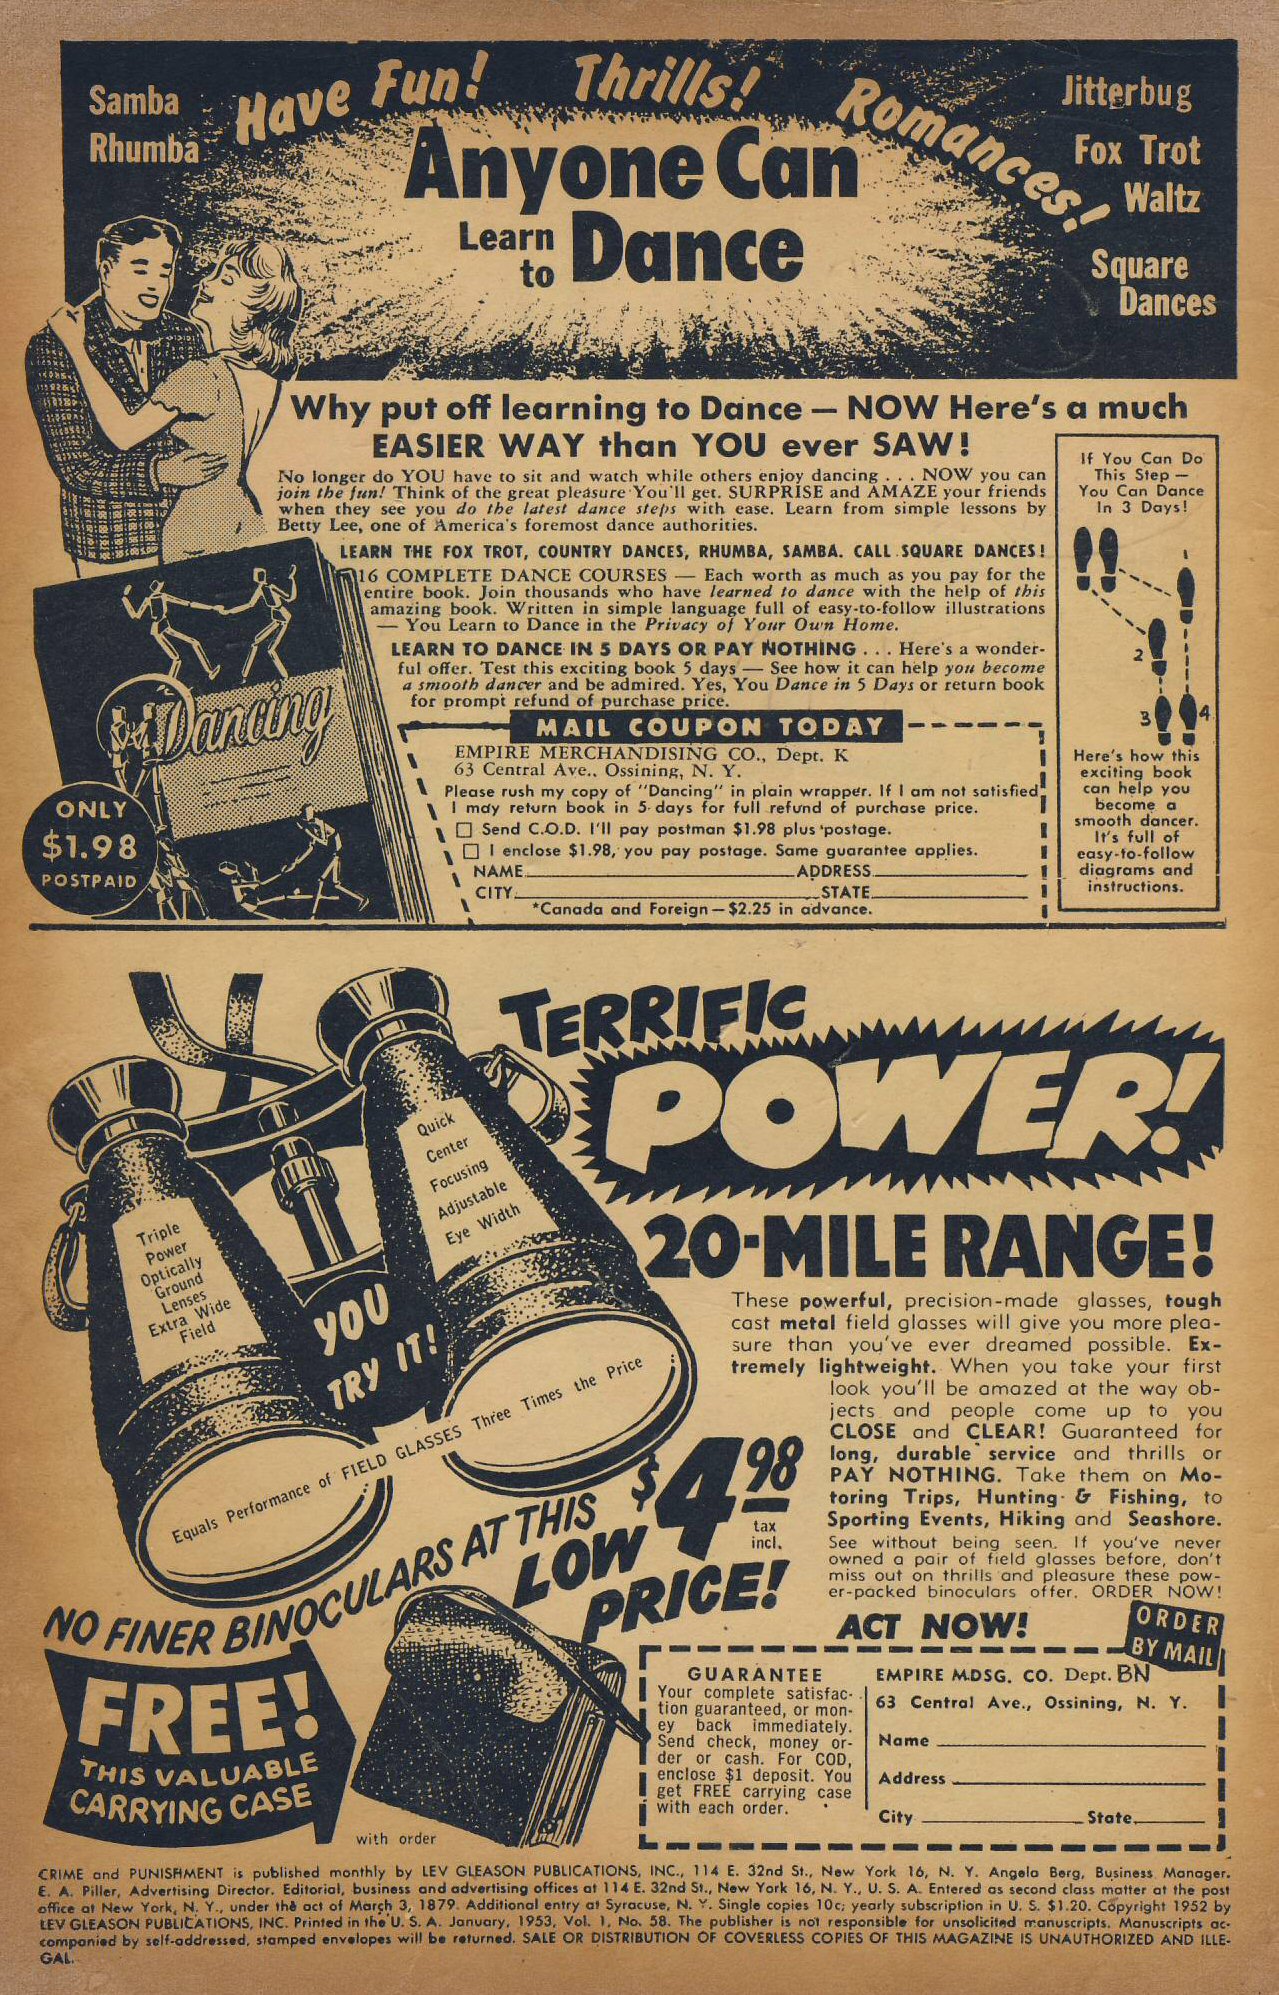 Samba
Rhumba
Have Fun! Thrills! Romances!
Jitterbug
Fox Trot
Waltz
Square
Dances
Anyone Can
Learn
to Dance
Why put off learning to Dance — NOW Here's a much
EASIER WAY than YOU ever SAW!
No longer do YOU have to sit and watch while others enjoy dancing . . . NOW you can
join the fun! Think of the great pleasure You'll get. SURPRISE and AMAZE your friends
when they see you do the latest dance steps with ease. Learn from simple lessons by
Betty Lee, one of America's foremost dance authorities.
LEARN THE FOX TROT, COUNTRY DANCES, RHUMBA, SAMBA. CALL SQUARE DANCES!
16 COMPLETE DANCE COURSES — Each worth as much as you pay for the
entire book. Join thousands who have learned to dance with the help of this
amazing book. Written in simple language full of easy-to-follow illustrations
— You Learn to Dance in the Privacy of Your Own Home.
LEARN TO DANCE IN 5 DAYS OR PAY NOTHING . . . Here's a wonder-
ful offer. Test this exciting book 5 days — See how it can help you become
a smooth dancer and be admired. Yes, You Dance in 5 Days or return book
for prompt refund of purchase price.
Dancing
ONLY
$1.98
POSTPAID
MAIL COUPON TODAY
EMPIRE MERCHANDISING CO., Dept. K
63 Central Ave., Ossining, N. Y.
Please rush my copy of "Dancing" in plain wrapper. If I am not satisfied
I may return book in 5 days for full refund of purchase price.
Send C.O.D. I'll pay postman $1.98 plus postage.
I enclose $1.98, you pay postage. Same guarantee applies.
NAME ADDRESS
CITY STATE
*Canada and Foreign — $2.25 in advance.
If You Can Do
This Step —
You Can Dance
In 3 Days!
1
2
3 4
Here's how this
exciting book
can help you
become a
smooth dancer.
It's full of
easy-to-follow
diagrams and
instructions.
TERRIFIC
POWER!
20-MILE RANGE!
Quick
Center
Focusing
Adjustable
Eye Width
Triple
Power
Optically
Ground
Lenses
Extra Wide
Field
YOU
TRY IT!
Equals Performance of FIELD GLASSES Three Times the Price
These powerful, precision-made glasses, tough
cast metal field glasses will give you more plea-
sure than you've ever dreamed possible. Ex-
tremely lightweight. When you take your first
look you'll be amazed at the way ob-
jects and people come up to you
CLOSE and CLEAR! Guaranteed for
long, durable service and thrills or
PAY NOTHING. Take them on Mo-
toring Trips, Hunting & Fishing, to
Sporting Events, Hiking and Seashore.
See without being seen. If you've never
owned a pair of field glasses before, don't
miss out on thrills and pleasure these pow-
er-packed binoculars offer. ORDER NOW!
NO FINER BINOCULARS AT THIS
LOW
PRICE!
$4.98
tax
incl.
FREE!
THIS VALUABLE
CARRYING CASE
with order
ACT NOW!
ORDER
BY MAIL
GUARANTEE
Your complete satisfac-
tion guaranteed, or mon-
ey back immediately.
Send check, money or-
der or cash. For COD,
enclose $1 deposit. You
get FREE carrying case
with each order.
EMPIRE MDSG. CO. Dept. BN
63 Central Ave., Ossining, N. Y.
Name
Address
City State
CRIME and PUNISHMENT is published monthly by LEV GLEASON PUBLICATIONS, INC., 114 E. 32nd St., New York 16, N. Y. Angela Berg, Business Manager.
E. A. Piller, Advertising Director. Editorial, business and advertising offices at 114 E. 32nd St., New York 16, N. Y., U. S. A. Entered as second class matter at the post
office at New York, N. Y., under the act of March 3, 1879. Additional entry at Syracuse, N. Y. Single copies 10c; yearly subscription in U. S. $1.20. Copyright 1952 by
LEV GLEASON PUBLICATIONS, INC. Printed in the U. S. A. January, 1953, Vol. 1, No. 58. The publisher is not responsible for unsolicited manuscripts. Manuscripts ac-
companied by self-addressed, stamped envelopes will be returned. SALE OR DISTRIBUTION OF COVERLESS COPIES OF THIS MAGAZINE IS UNAUTHORIZED AND ILLE-
GAL.